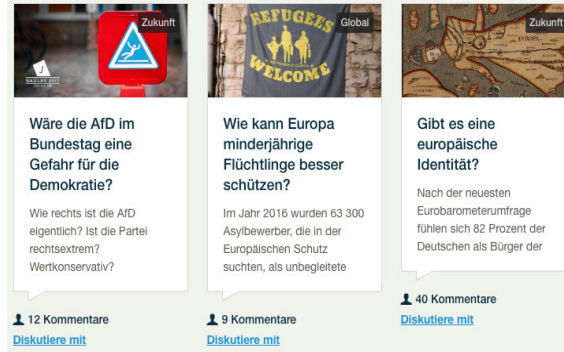 Zukunft
WAHLEN 2017
Wäre die AfD im
Bundestag eine
Gefahr für die
Demokratie?
Wie rechts ist die AfD
eigentlich? Ist die Partei
rechtsextrem?
Wertkonservativ?
12 Kommentare
Diskutiere mit
Global
REFUGEES
WELCOME
Wie kann Europa
minderjährige
Flüchtlinge besser
schützen?
Im Jahr 2016 wurden 63 300
Asylbewerber, die in der
Europäischen Schutz
suchten, als unbegleitete
9 Kommentare
Diskutiere mit
Zukunft
EVROPA
Gibt es eine
europäische
Identität?
Nach der neuesten
Eurobarometerumfrage
fühlen sich 82 Prozent der
Deutschen als Bürger der
40 Kommentare
Diskutiere mit